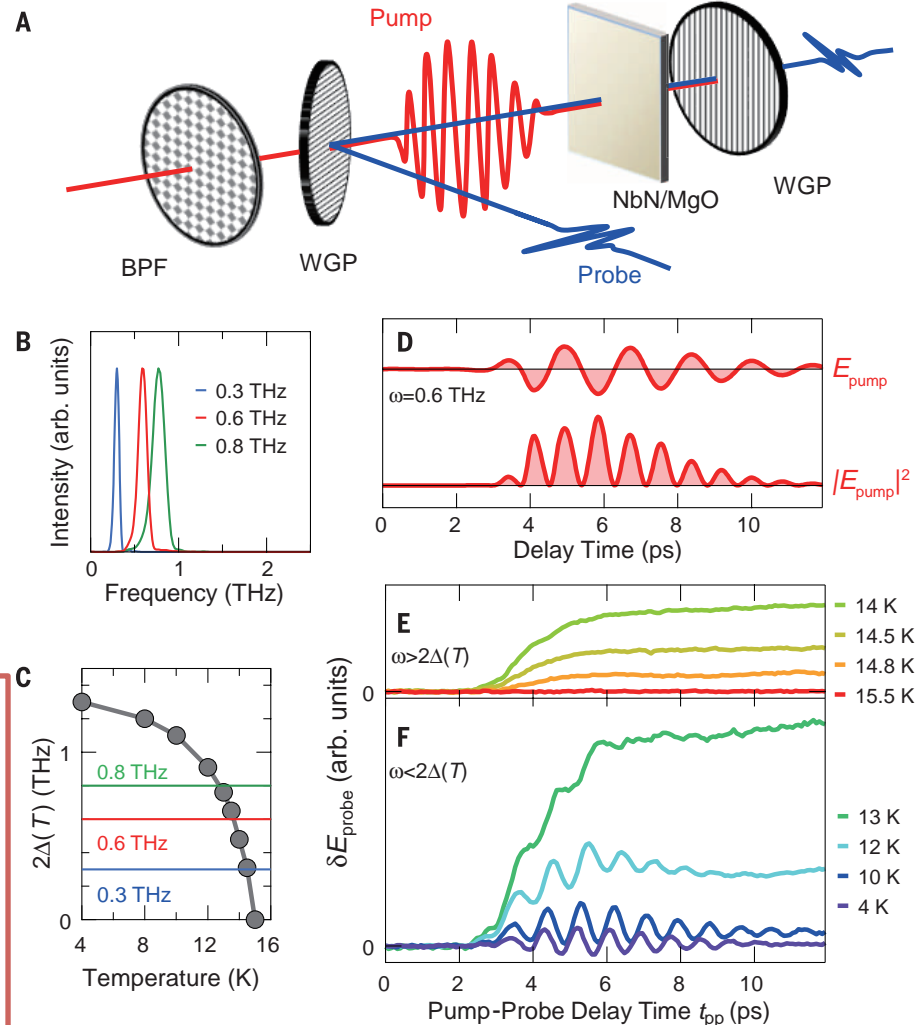 A
Pump
BPF
WGP
NbN/MgO
WGP
Probe
B
Intensity (arb. units)
0.3 THz
0.6 THz
0.8 THz
0 1 2
Frequency (THz)
C
2Δ(T) (THz)
1
0
0.8 THz
0.6 THz
0.3 THz
4 8 12 16
Temperature (K)
D
ω=0.6 THz
E_pump
|E_pump|²
0 2 4 6 8 10
Delay Time (ps)
E
ω>2Δ(T)
0
14 K
14.5 K
14.8 K
15.5 K
δE_probe (arb. units)
F
ω<2Δ(T)
0
13 K
12 K
10 K
4 K
0 2 4 6 8 10
Pump-Probe Delay Time t_pp (ps)